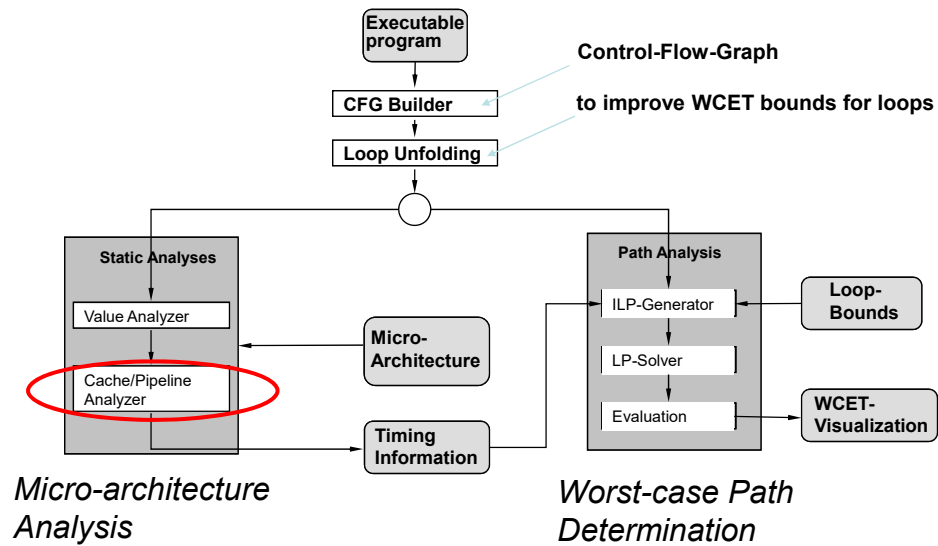 Executable
program
Control-Flow-Graph
CFG Builder
to improve WCET bounds for loops
Loop Unfolding
Static Analyses
Value Analyzer
Cache/Pipeline
Analyzer
Micro-
Architecture
Timing
Information
Path Analysis
ILP-Generator
LP-Solver
Evaluation
Loop-
Bounds
WCET-
Visualization
Micro-architecture
Analysis
Worst-case Path
Determination